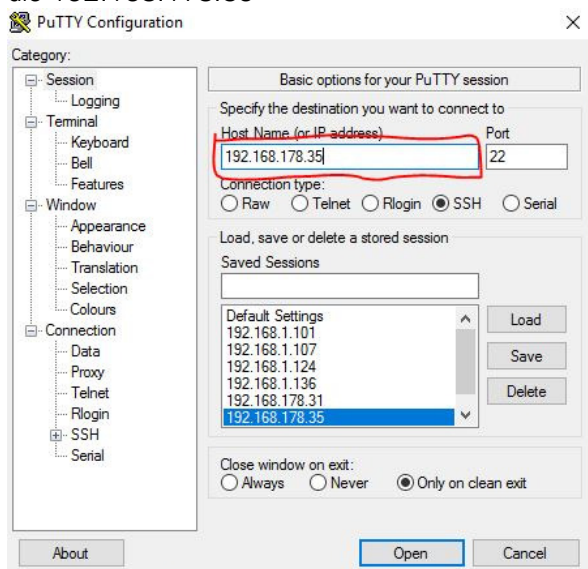 192.168.178.35
PuTTY Configuration
Category:
Session
Logging
Terminal
Keyboard
Bell
Features
Window
Appearance
Behaviour
Translation
Selection
Colours
Connection
Data
Proxy
Telnet
Rlogin
SSH
Serial
Basic options for your PuTTY session
Specify the destination you want to connect to
Host Name (or IP address) Port
192.168.178.35 22
Connection type:
Raw Telnet Rlogin SSH Serial
Load, save or delete a stored session
Saved Sessions
Default Settings
192.168.1.101
192.168.1.107
192.168.1.124
192.168.1.136
192.168.178.31
192.168.178.35
Load
Save
Delete
Close window on exit:
Always Never Only on clean exit
About Open Cancel